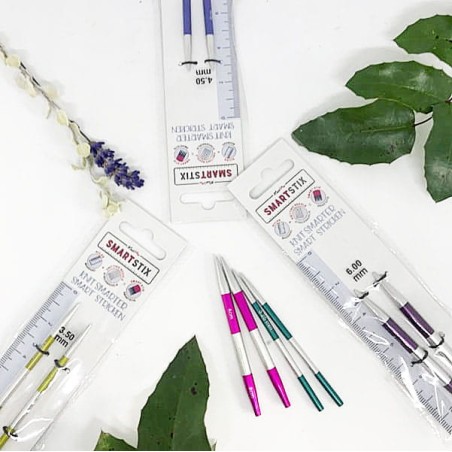 4.50
mm
KNIT SMARTER
SMART STRICKEN
SMARTSTIX
SMARTSTIX
KNIT SMARTER
SMART STRICKEN
6.00
mm
SMARTSTIX
KNIT SMARTER
SMART STRICKEN
3.50
mm